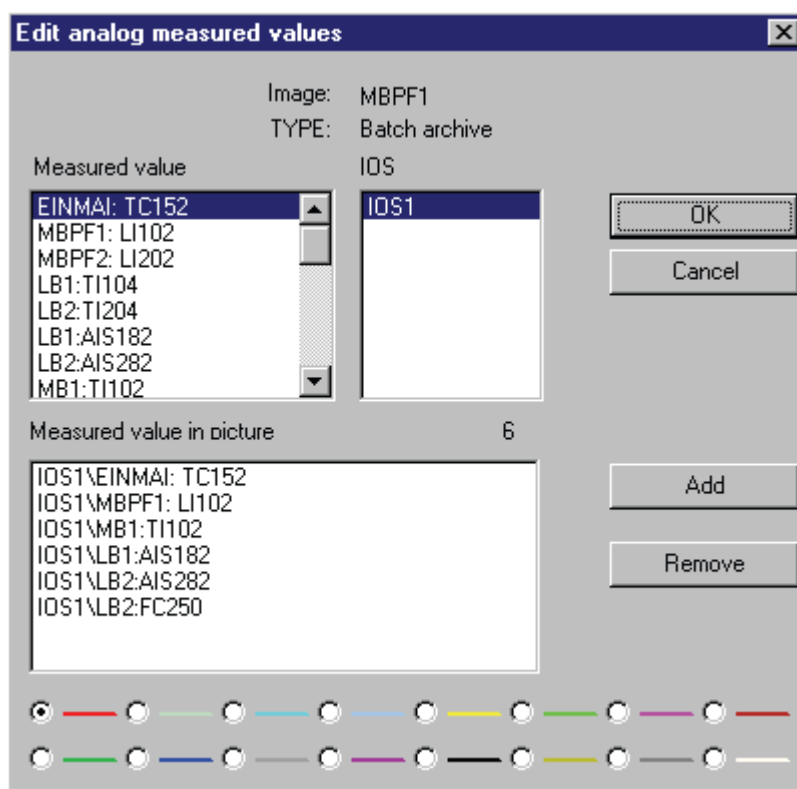 Edit analog measured values
Image: MBPF1
TYPE: Batch archive
Measured value IOS
EINMAI: TC152
MBPF1: LI102
MBPF2: LI202
LB1:TI104
LB2:TI204
LB1:AIS182
LB2:AIS282
MB1:TI102
IOS1
OK
Cancel
Measured value in picture 6
IOS1\EINMAI: TC152
IOS1\MBPF1: LI102
IOS1\MB1:TI102
IOS1\LB1:AIS182
IOS1\LB2:AIS282
IOS1\LB2:FC250
Add
Remove